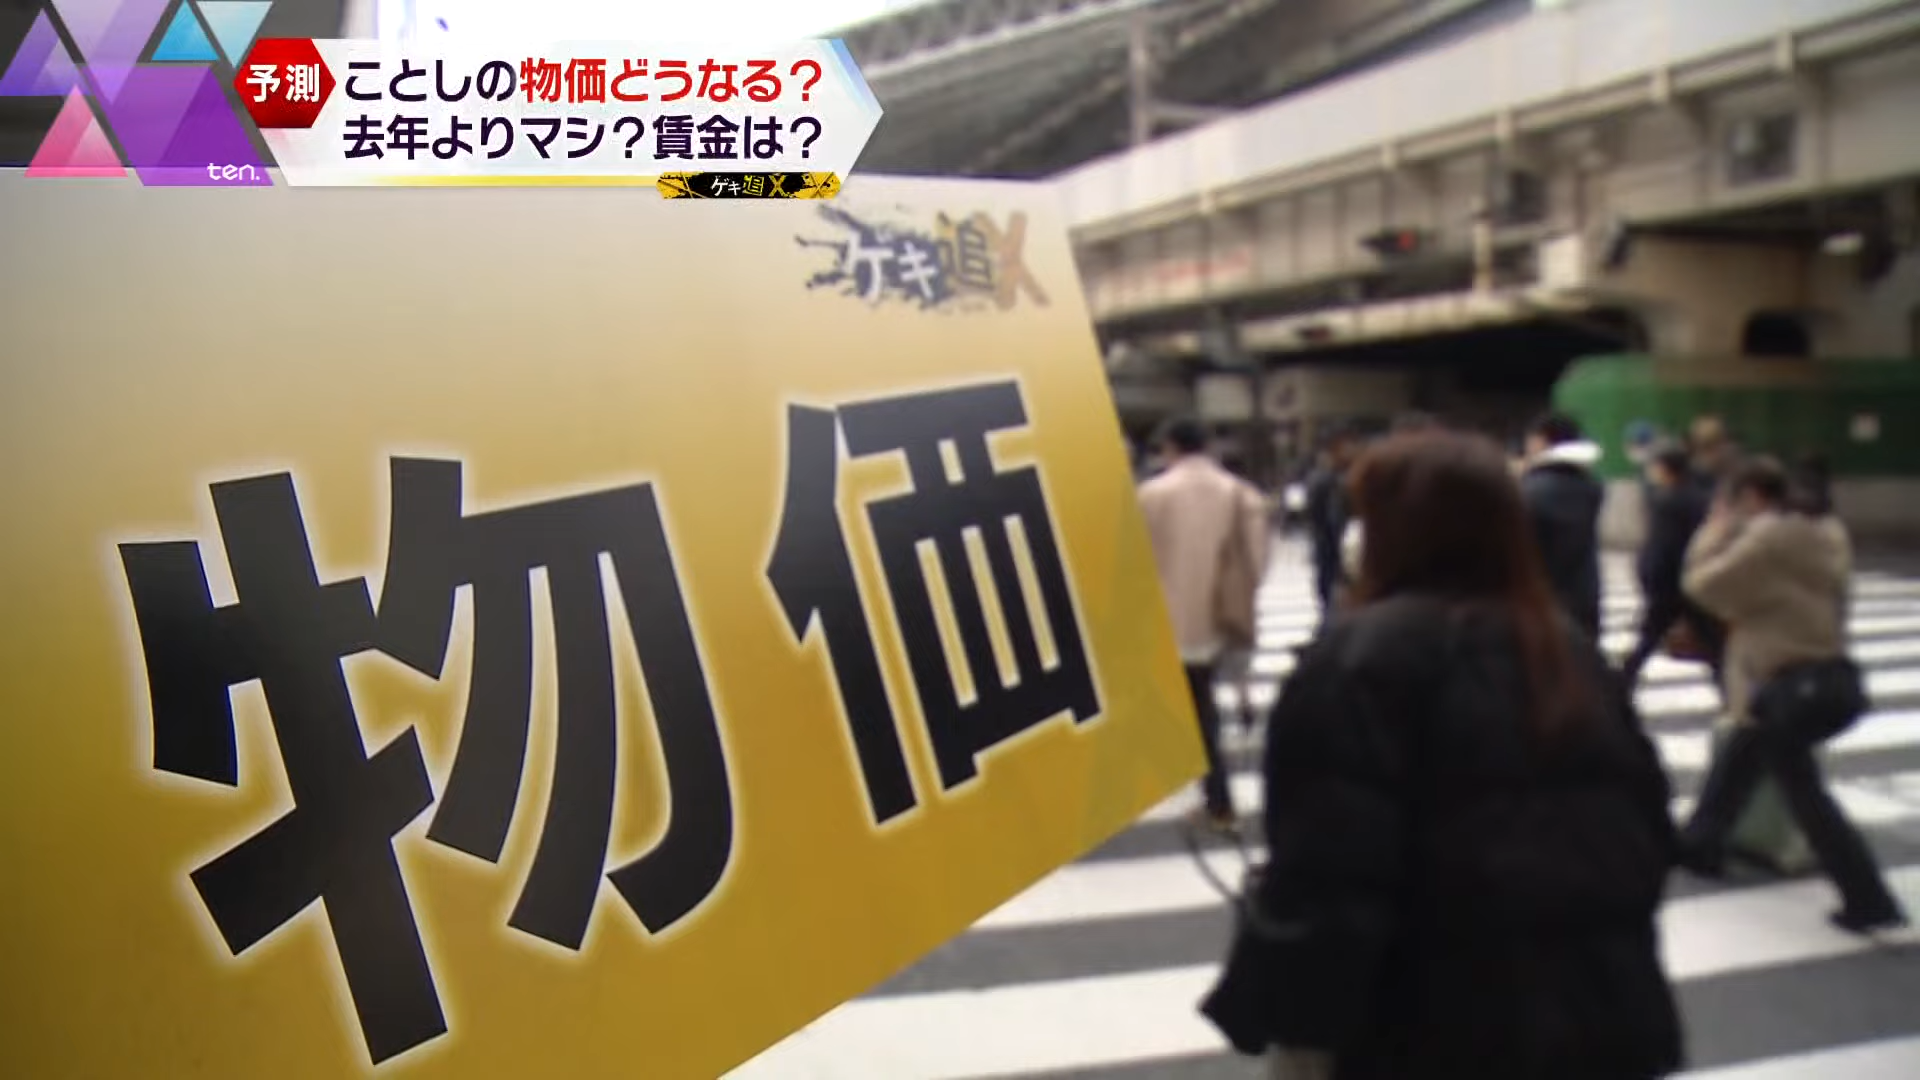 予測
ことしの物価どうなる？
去年よりマシ？賃金は？
ten.
ゲキ追X
ゲキ追X
物価